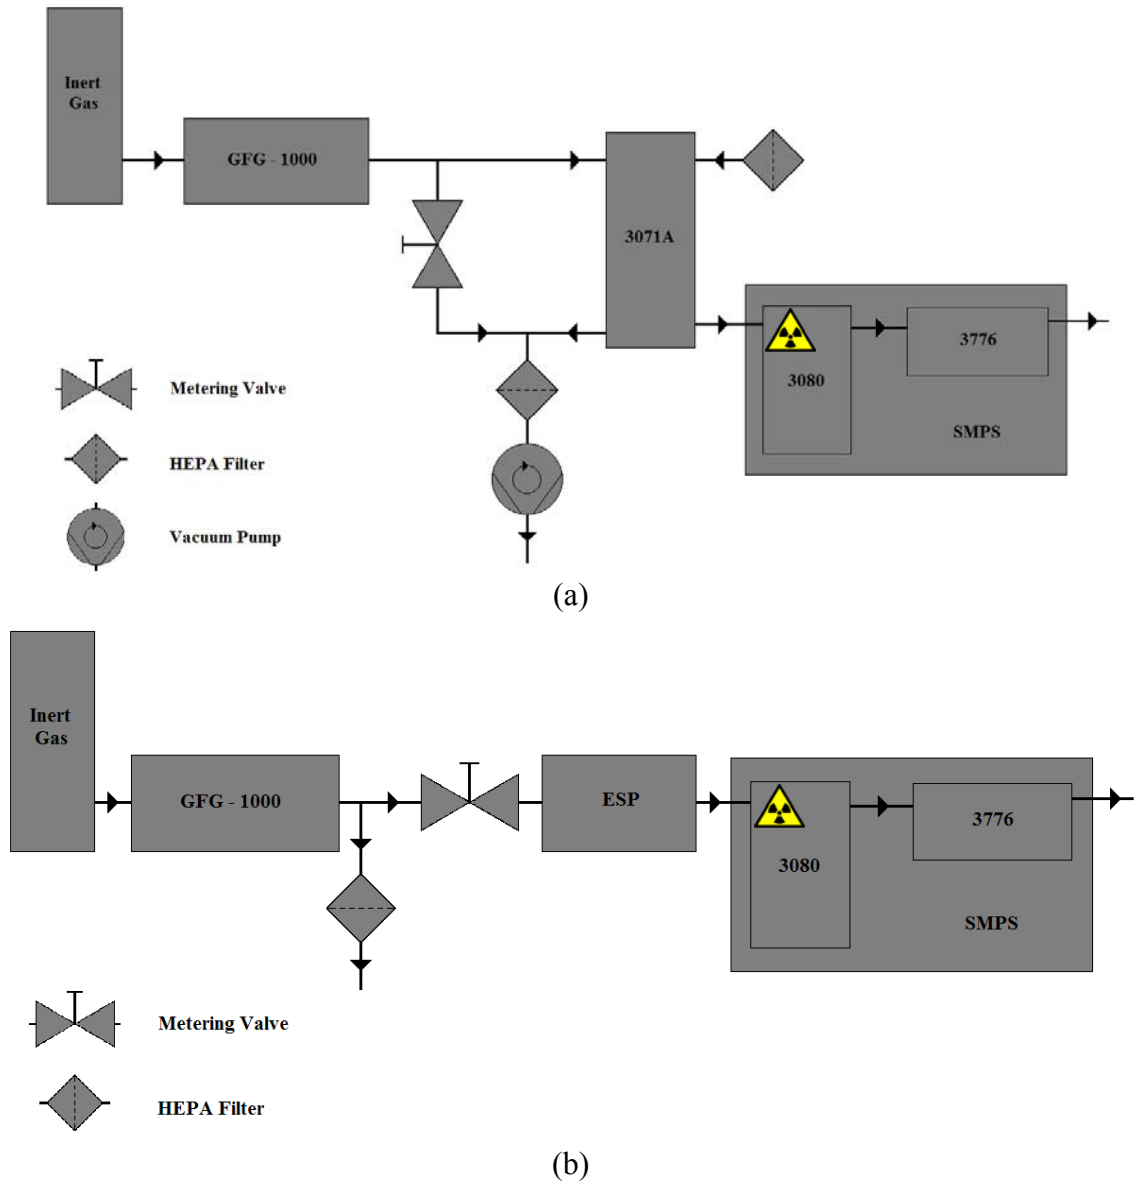 Inert
Gas
GFG - 1000
3071A
3080
3776
SMPS
Metering Valve
HEPA Filter
Vacuum Pump
(a)
Inert
Gas
GFG - 1000
ESP
3080
3776
SMPS
Metering Valve
HEPA Filter
(b)